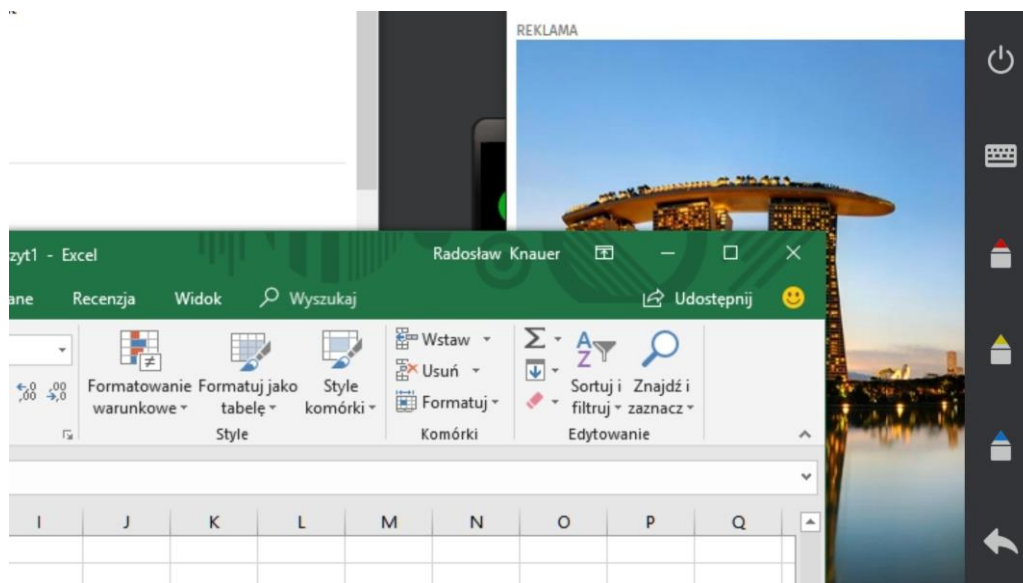 REKLAMA
zyt1 - Excel
Radosław Knauer
ane Recenzja Widok Wyszukaj
Udostępnij
Wstaw
Usuń
Formatuj
Formatowanie warunkowe
Formatuj jako tabelę
Style komórki
Sortuj i filtruj
Znajdź i zaznacz
Style Komórki Edytowanie
I J K L M N O P Q